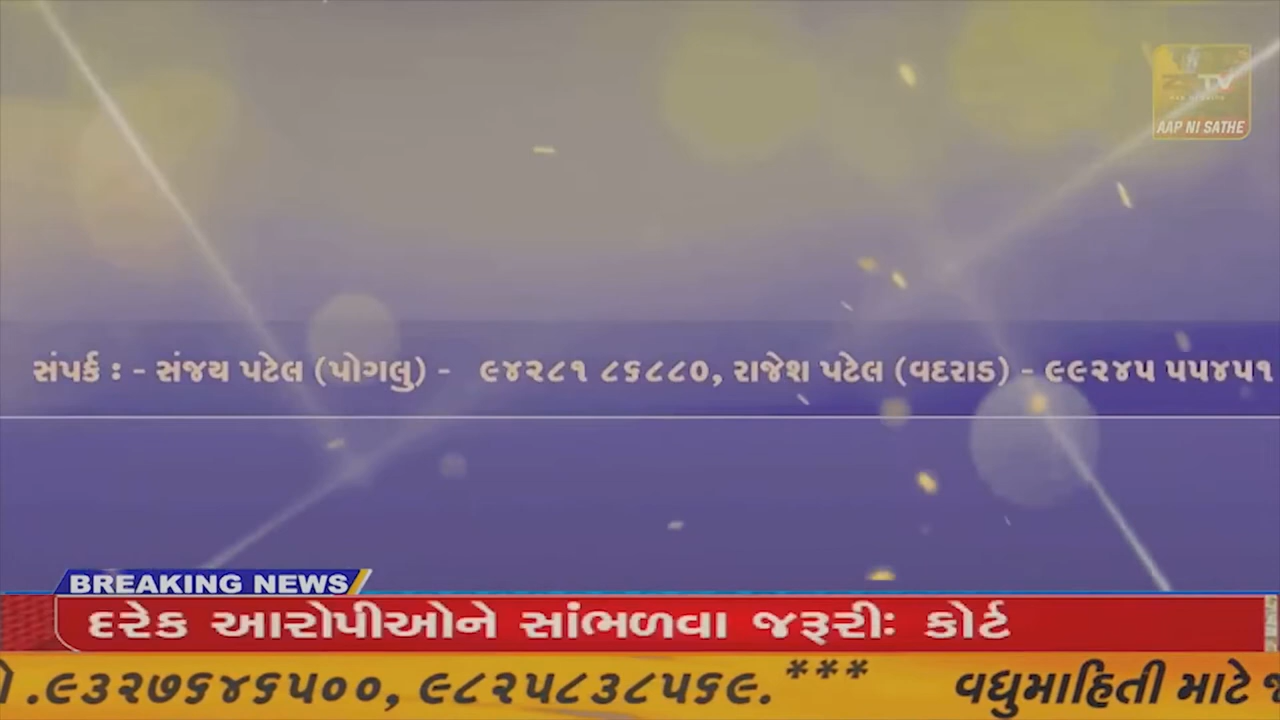 TV
AAP NI SATHE
સંપર્ક : - સંજય પટેલ (પોગલુ) - ૯૪૨૮૧ ૮૬૮૮૦, રાજેશ પટેલ (વદરાડ) - ૯૯૨૪૫ ૫૫૪૫૧
BREAKING NEWS
દરેક આરોપીઓને સાંભળવા જરૂરીઃ કોર્ટ
.૯૩૨૭૬૪૬૫૦૦, ૯૮૨૫૮૩૮૫૬૯. *** વધુમાહિતી માટે